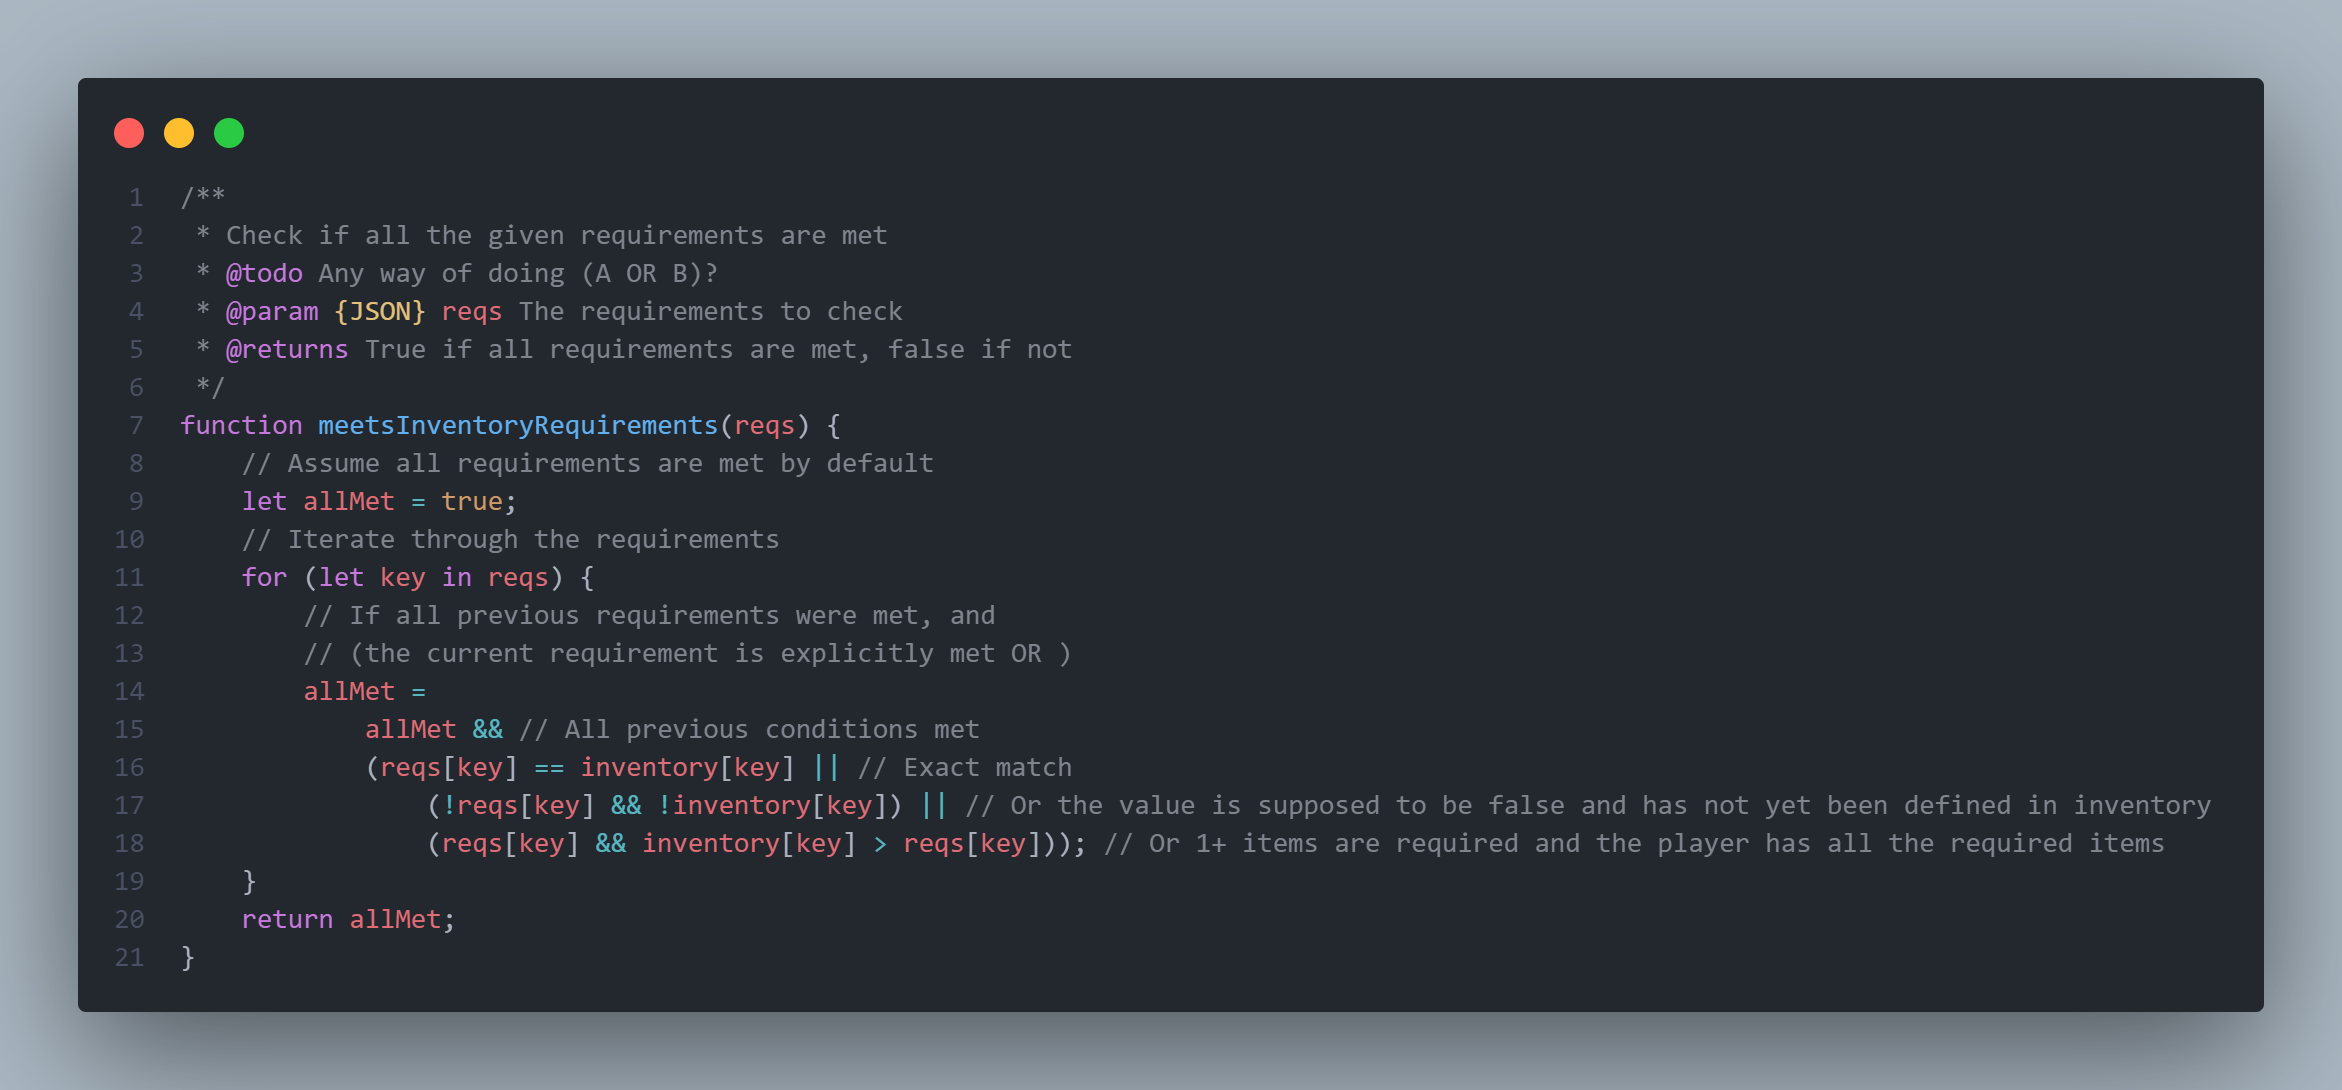 1 /**
2  * Check if all the given requirements are met
3  * @todo Any way of doing (A OR B)?
4  * @param {JSON} reqs The requirements to check
5  * @returns True if all requirements are met, false if not
6  */
7 function meetsInventoryRequirements(reqs) {
8     // Assume all requirements are met by default
9     let allMet = true;
10     // Iterate through the requirements
11     for (let key in reqs) {
12         // If all previous requirements were met, and
13         // (the current requirement is explicitly met OR )
14         allMet =
15             allMet && // All previous conditions met
16             (reqs[key] == inventory[key] || // Exact match
17                 (!reqs[key] && !inventory[key]) || // Or the value is supposed to be false and has not yet been defined in inventory
18                 (reqs[key] && inventory[key] > reqs[key])); // Or 1+ items are required and the player has all the required items
19     }
20     return allMet;
21 }